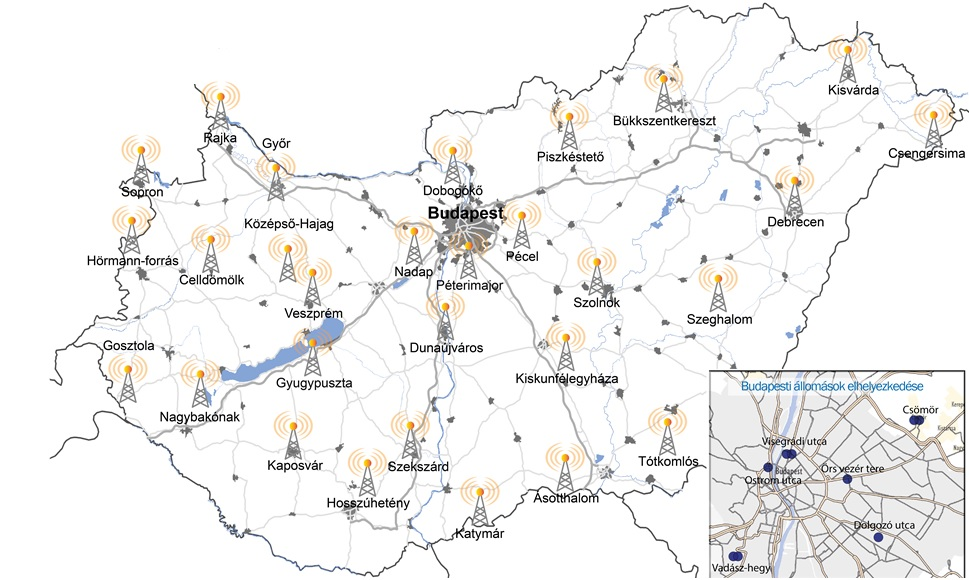 Kisvárda
Bükkszentkereszt
Rajka
Győr
Piszkéstető
Csengersima
Sopron
Dobogókő
Budapest
Középső-Hajag
Debrecen
Hörmann-forrás
Pécel
Celldömölk
Nadap
Péterimajor
Szolnok
Veszprém
Szeghalom
Gosztola
Dunaújváros
Gyugypuszta
Kiskunfélegyháza
Nagybakónak
Kaposvár
Szekszárd
Tótkomlós
Hosszúhetény
Ásotthalom
Katymár
Budapesti állomások elhelyezkedése
Csömör
Visegrádi utca
Budapest
Örs vezér tere
Ostrom utca
Dolgozó utca
Vadász-hegy